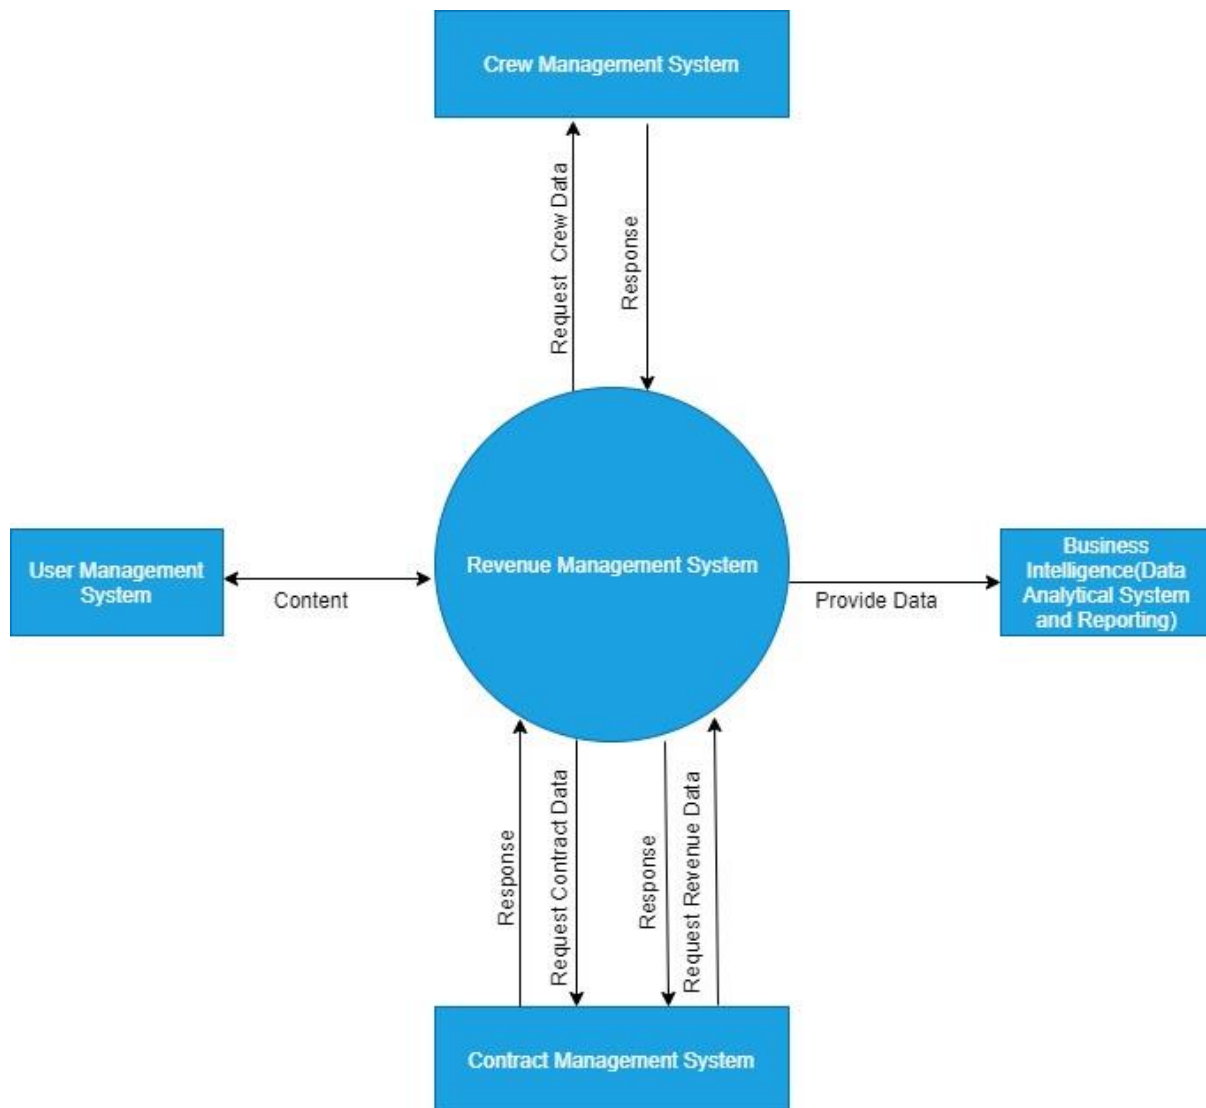 Crew Management System
Request Crew Data
Response
User Management
System
Content
Revenue Management System
Provide Data
Business
Intelligence(Data
Analytical System
and Reporting)
Response
Request Contract Data
Response
Request Revenue Data
Contract Management System